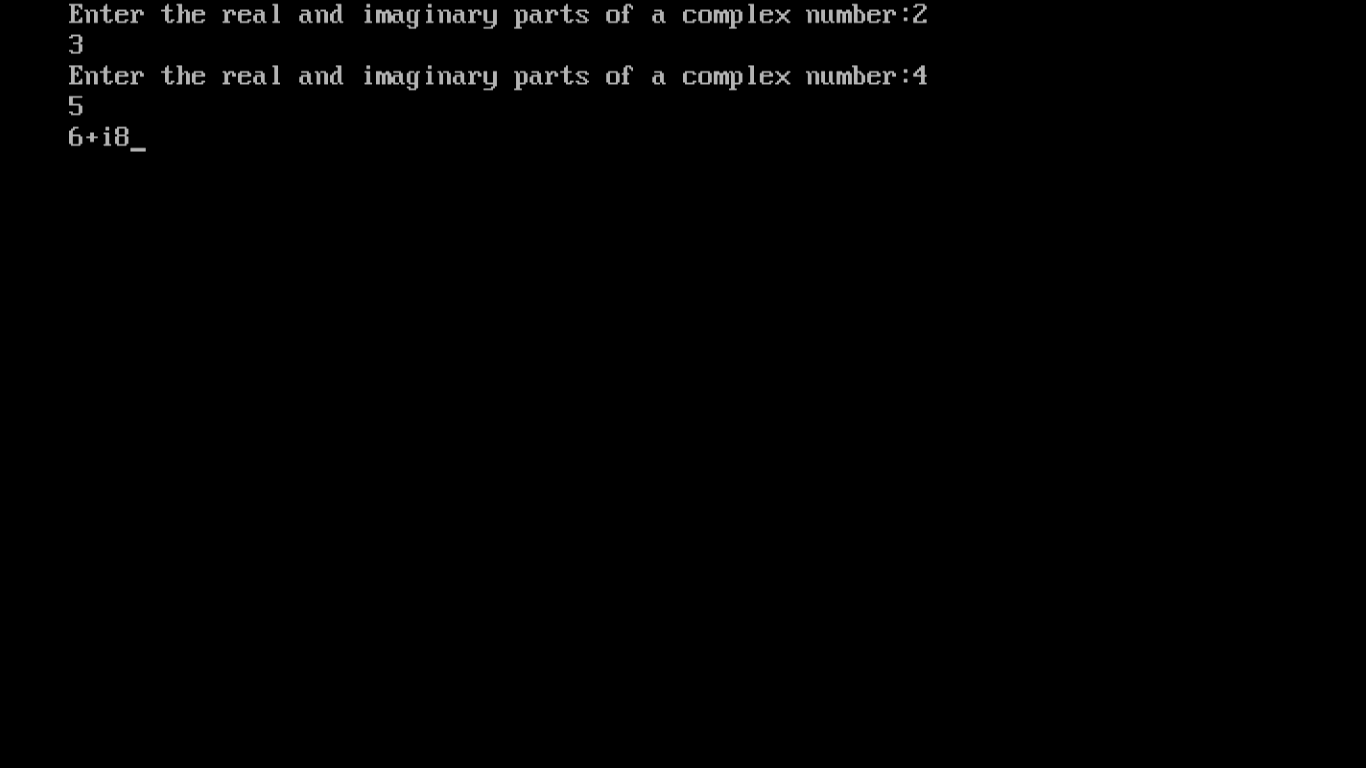 Enter the real and imaginary parts of a complex number:2
3
Enter the real and imaginary parts of a complex number:4
5
6+i8_